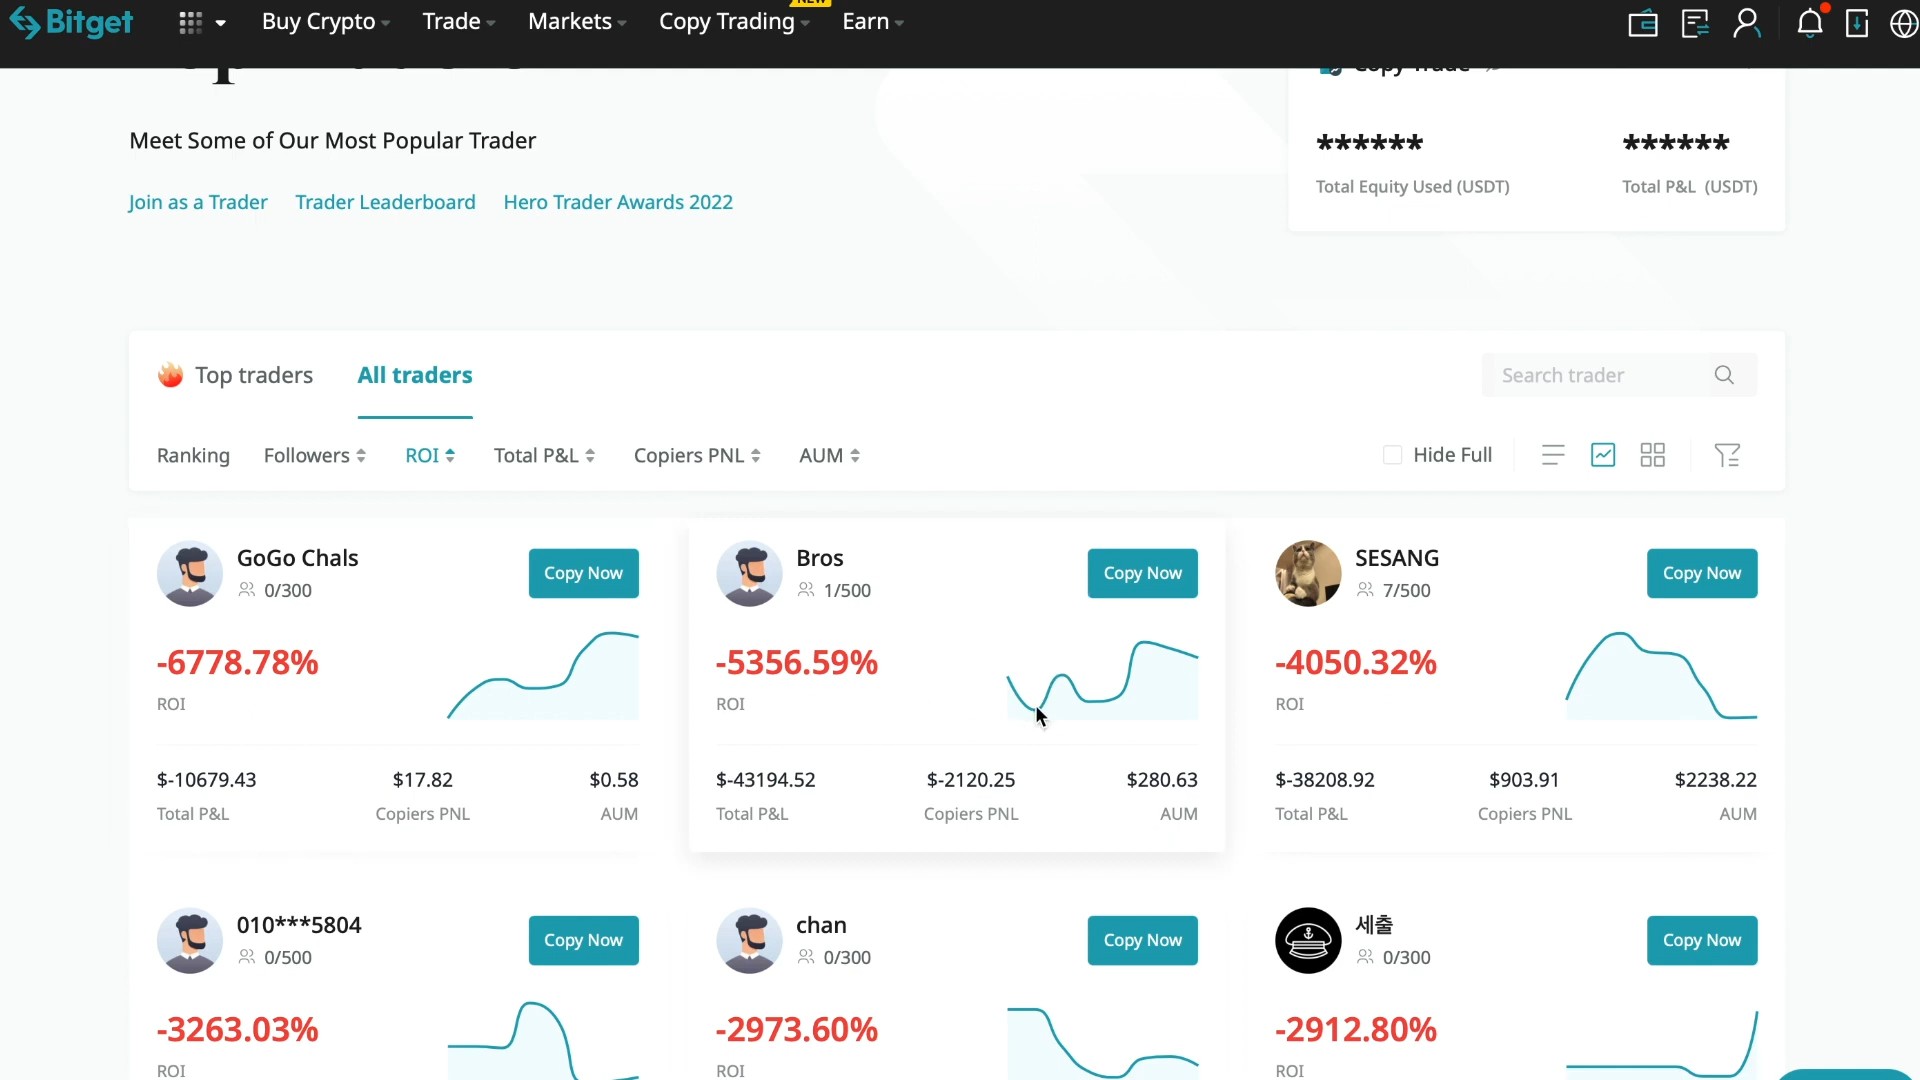 Bitget
Buy Crypto
Trade
Markets
Copy Trading
NEW
Earn
Copy Trade
Meet Some of Our Most Popular Trader
****** ******
Total Equity Used (USDT) Total P&L (USDT)
Join as a Trader Trader Leaderboard Hero Trader Awards 2022
Top traders All traders
Search trader
Ranking Followers ROI Total P&L Copiers PNL AUM
Hide Full
GoGo Chals
0/300
Copy Now
-6778.78%
ROI
$-10679.43 $17.82 $0.58
Total P&L Copiers PNL AUM
Bros
1/500
Copy Now
-5356.59%
ROI
$-43194.52 $-2120.25 $280.63
Total P&L Copiers PNL AUM
SESANG
7/500
Copy Now
-4050.32%
ROI
$-38208.92 $903.91 $2238.22
Total P&L Copiers PNL AUM
010***5804
0/500
Copy Now
-3263.03%
ROI
chan
0/300
Copy Now
-2973.60%
ROI
세출
0/300
Copy Now
-2912.80%
ROI